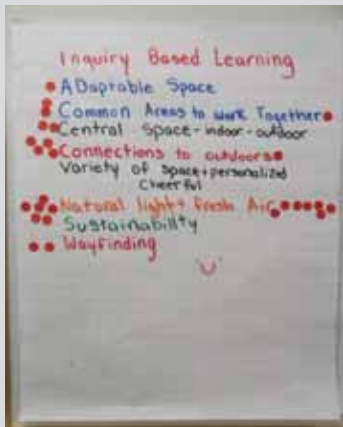 Inquiry Based Learning
ADaptable Space
Common Areas to work Together
Central Space - indoor - outdoor
Connections to outdoors
Variety of space + personalized
Cheerful
Natural light + fresh Air
Sustainability
Wayfinding